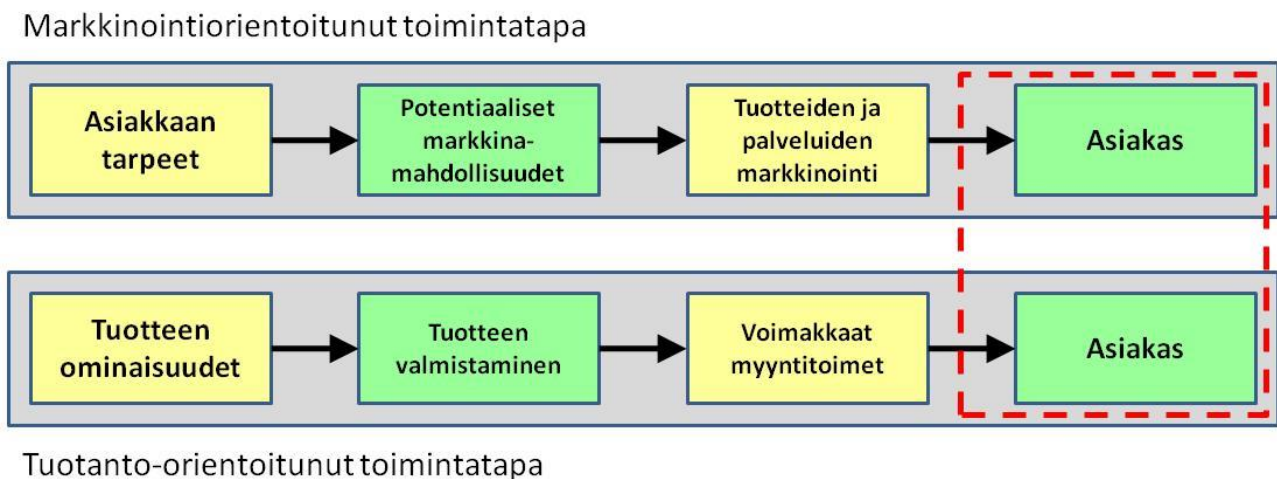 Markkinointiorientoitunut toimintatapa
Asiakkaan
tarpeet
Potentiaaliset
markkina-
mahdollisuudet
Tuotteiden ja
palveluiden
markkinointi
Asiakas
Tuotteen
ominaisuudet
Tuotteen
valmistaminen
Voimakkaat
myyntitoimet
Asiakas
Tuotanto-orientoitunut toimintatapa